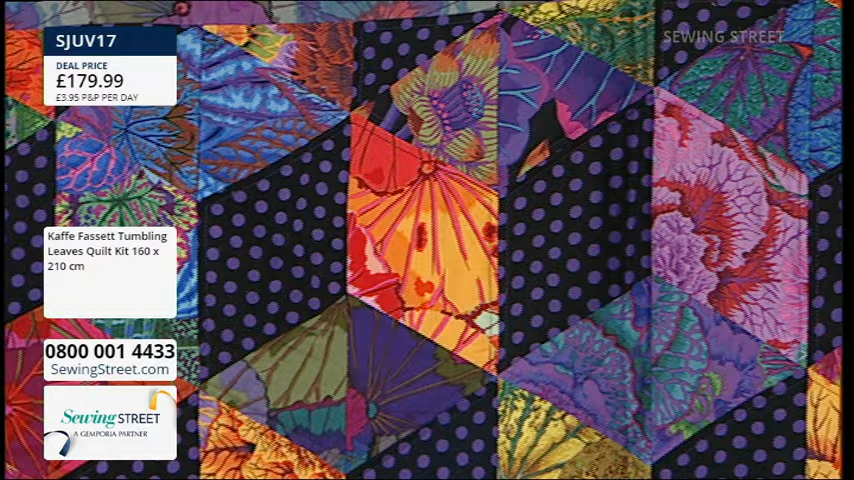 SJUV17
DEAL PRICE
£179.99
£3.95 P&P PER DAY
SEWING STREET
Kaffe Fassett Tumbling
Leaves Quilt Kit 160 x
210 cm
0800 001 4433
SewingStreet.com
Sewing STREET
A GEMPORIA PARTNER